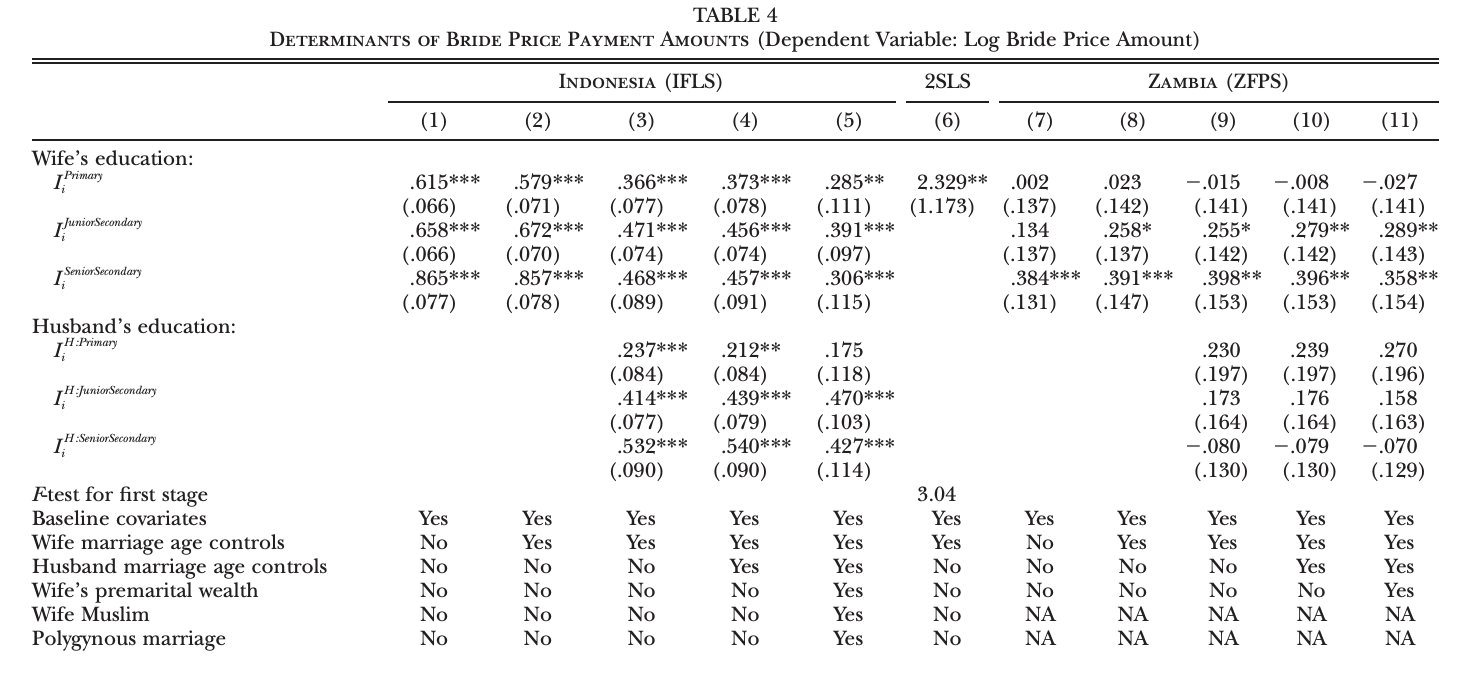 TABLE 4
Determinants of Bride Price Payment Amounts (Dependent Variable: Log Bride Price Amount)
Indonesia (IFLS) 2SLS Zambia (ZFPS)
(1) (2) (3) (4) (5) (6) (7) (8) (9) (10) (11)
Wife's education:
I_i^Primary .615*** .579*** .366*** .373*** .285** 2.329** .002 .023 −.015 −.008 −.027
(.066) (.071) (.077) (.078) (.111) (1.173) (.137) (.142) (.141) (.141) (.141)
I_i^JuniorSecondary .658*** .672*** .471*** .456*** .391*** .134 .258* .255* .279** .289**
(.066) (.070) (.074) (.074) (.097) (.137) (.137) (.142) (.142) (.143)
I_i^SeniorSecondary .865*** .857*** .468*** .457*** .306*** .384*** .391*** .398** .396** .358**
(.077) (.078) (.089) (.091) (.115) (.131) (.147) (.153) (.153) (.154)
Husband's education:
I_i^H:Primary .237*** .212** .175 .230 .239 .270
(.084) (.084) (.118) (.197) (.197) (.196)
I_i^H:JuniorSecondary .414*** .439*** .470*** .173 .176 .158
(.077) (.079) (.103) (.164) (.164) (.163)
I_i^H:SeniorSecondary .532*** .540*** .427*** −.080 −.079 −.070
(.090) (.090) (.114) (.130) (.130) (.129)
F-test for first stage 3.04
Baseline covariates Yes Yes Yes Yes Yes Yes Yes Yes Yes Yes Yes
Wife marriage age controls No Yes Yes Yes Yes Yes No Yes Yes Yes Yes
Husband marriage age controls No No No Yes Yes No No No No Yes Yes
Wife's premarital wealth No No No No Yes No No No No No Yes
Wife Muslim No No No No Yes No NA NA NA NA NA
Polygynous marriage No No No No Yes No NA NA NA NA NA